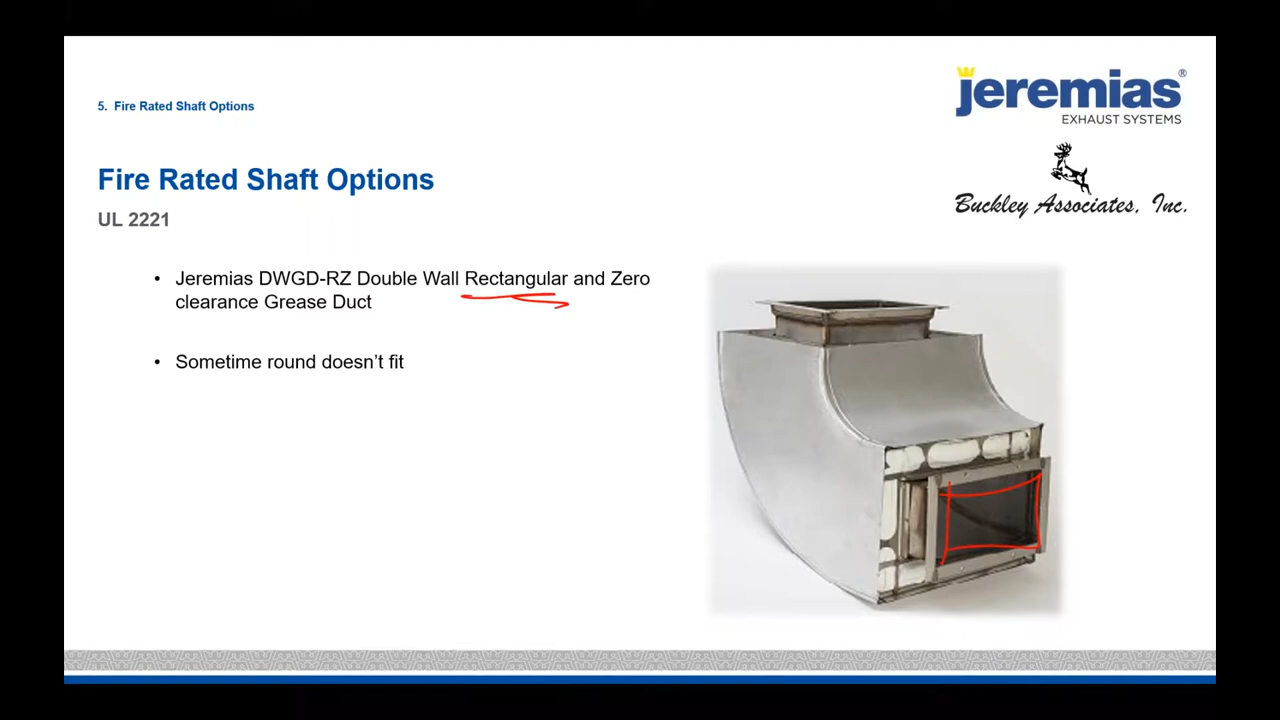 jeremias®
EXHAUST SYSTEMS
5. Fire Rated Shaft Options
Fire Rated Shaft Options
Buckley Associates, Inc.
UL 2221
• Jeremias DWGD-RZ Double Wall Rectangular and Zero
clearance Grease Duct
• Sometime round doesn’t fit